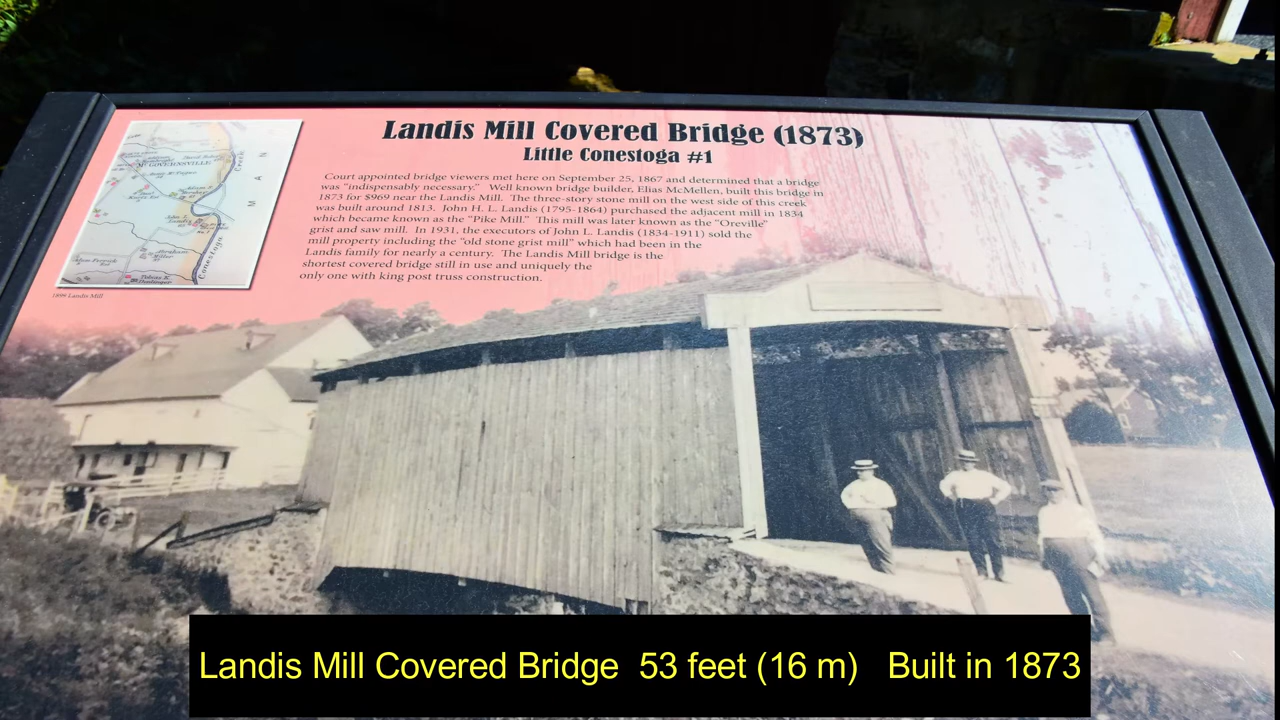 Landis Mill Covered Bridge (1873)
Little Conestoga #1
Court appointed bridge viewers met here on September 25, 1867 and determined that a bridge
was "indispensably necessary." Well known bridge builder, Elias McMellen, built this bridge in
1873 for $969 near the Landis Mill. The three-story stone mill on the west side of this creek
was built around 1813. John H. L. Landis (1795-1864) purchased the adjacent mill in 1834
which became known as the "Pike Mill." This mill was later known as the "Oreville"
grist and saw mill. In 1931, the executors of John L. Landis (1834-1911) sold the
mill property including the "old stone grist mill" which had been in the
Landis family for nearly a century. The Landis Mill bridge is the
shortest covered bridge still in use and uniquely the
only one with king post truss construction.
McGOVERNSVILLE
Creek
M A N
Conestoga
1899 Landis Mill
Landis Mill Covered Bridge 53 feet (16 m) Built in 1873